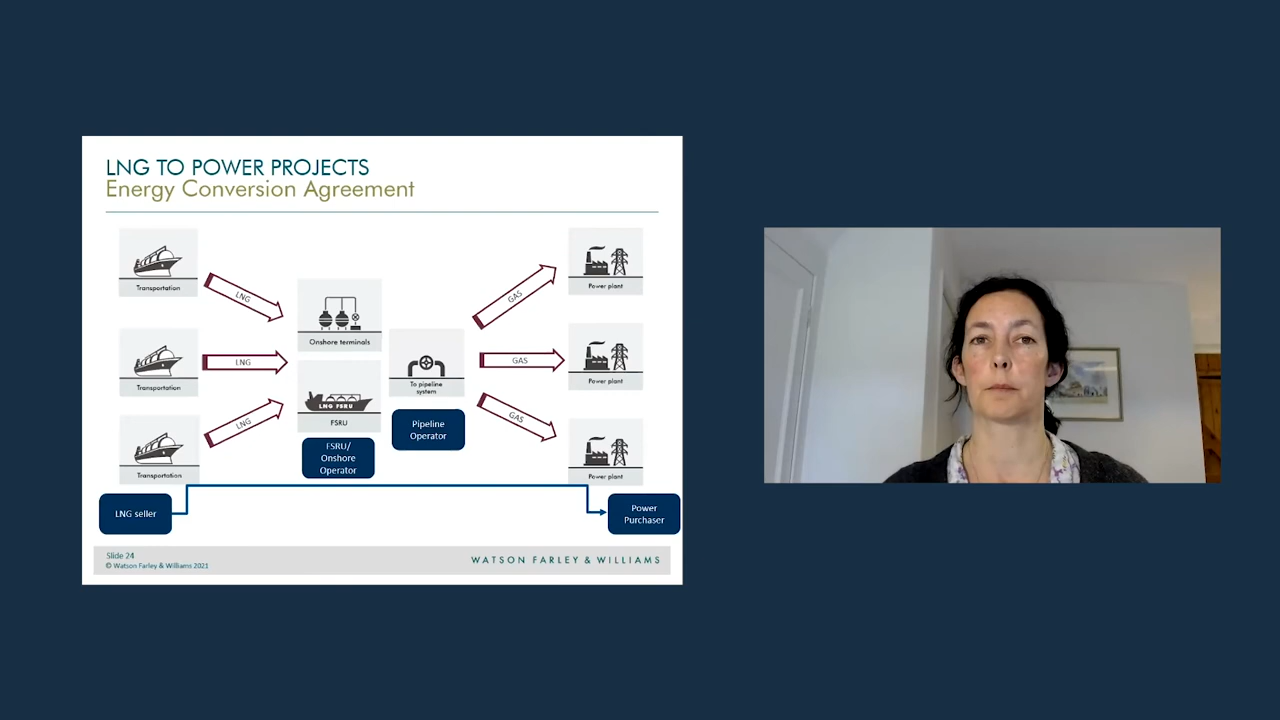 LNG TO POWER PROJECTS
Energy Conversion Agreement
Transportation
LNG
Transportation
LNG
Transportation
LNG
Onshore terminals
LNG FSRU
FSRU
FSRU/
Onshore
Operator
To pipeline
system
Pipeline
Operator
GAS
Power plant
GAS
Power plant
GAS
Power plant
LNG seller
Power
Purchaser
Slide 24
© Watson Farley & Williams 2021
WATSON FARLEY & WILLIAMS